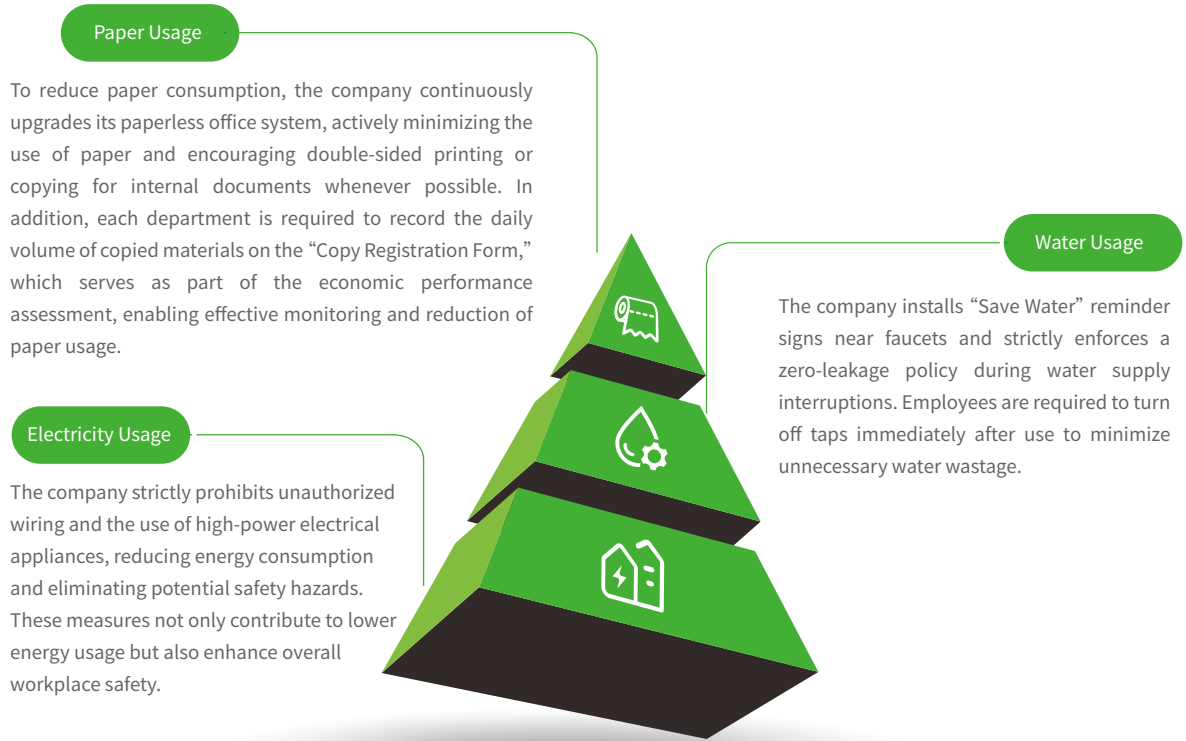 Paper Usage
To reduce paper consumption, the company continuously
upgrades its paperless office system, actively minimizing the
use of paper and encouraging double-sided printing or
copying for internal documents whenever possible. In
addition, each department is required to record the daily
volume of copied materials on the “Copy Registration Form,”
which serves as part of the economic performance
assessment, enabling effective monitoring and reduction of
paper usage.
Water Usage
The company installs “Save Water” reminder
signs near faucets and strictly enforces a
zero-leakage policy during water supply
interruptions. Employees are required to turn
off taps immediately after use to minimize
unnecessary water wastage.
Electricity Usage
The company strictly prohibits unauthorized
wiring and the use of high-power electrical
appliances, reducing energy consumption
and eliminating potential safety hazards.
These measures not only contribute to lower
energy usage but also enhance overall
workplace safety.